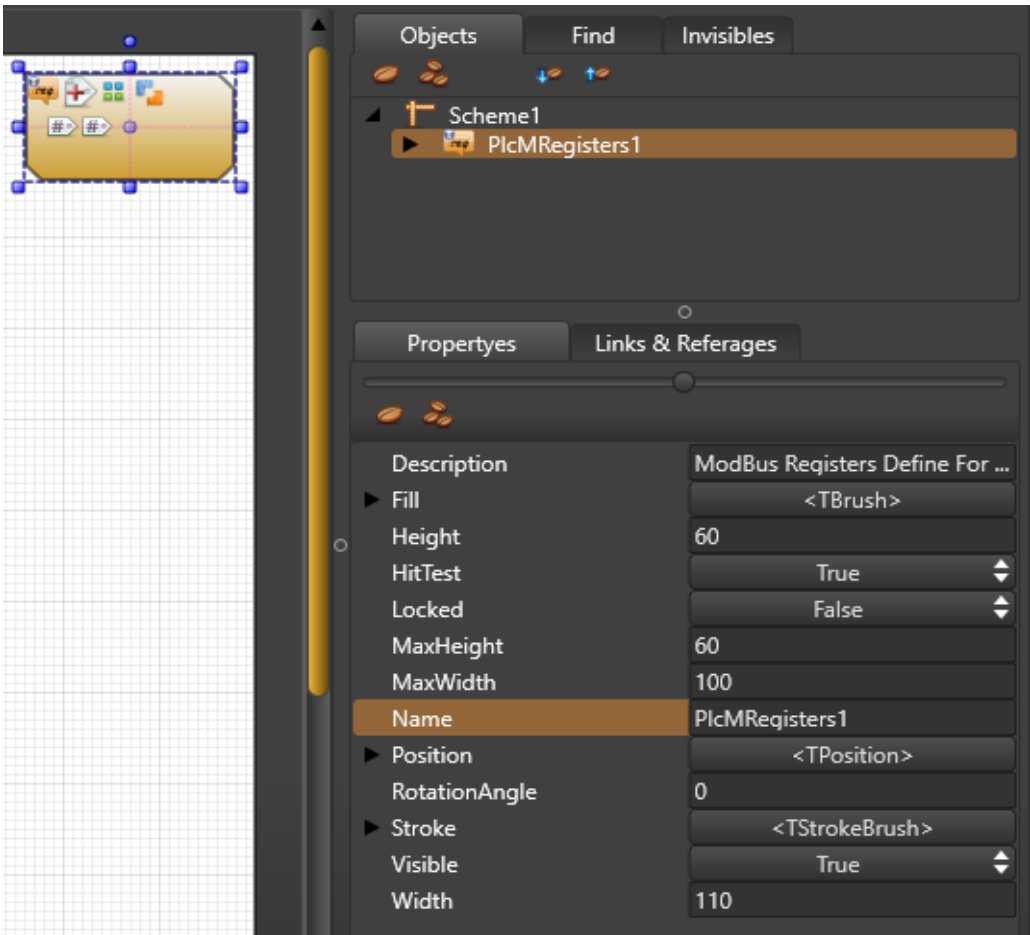 Objects Find Invisibles
Scheme1
PlcMRegisters1
reg
# #
Propertyes Links & Referages
Description ModBus Registers Define For ...
Fill <TBrush>
Height 60
HitTest True
Locked False
MaxHeight 60
MaxWidth 100
Name PlcMRegisters1
Position <TPosition>
RotationAngle 0
Stroke <TStrokeBrush>
Visible True
Width 110